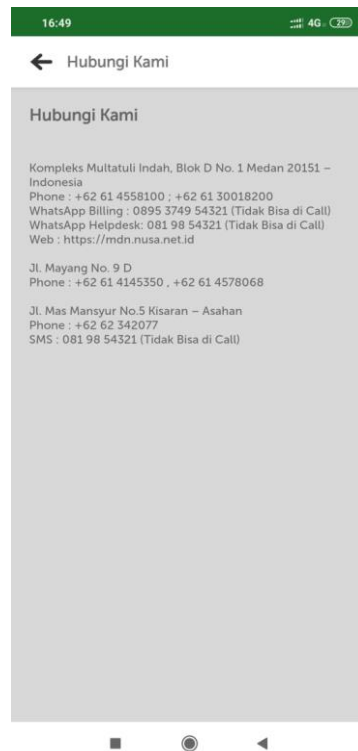 16:49
4G
29
Hubungi Kami
Hubungi Kami
Kompleks Multatuli Indah, Blok D No. 1 Medan 20151 –
Indonesia
Phone : +62 61 4558100 ; +62 61 30018200
WhatsApp Billing : 0895 3749 54321 (Tidak Bisa di Call)
WhatsApp Helpdesk: 081 98 54321 (Tidak Bisa di Call)
Web : https://mdn.nusa.net.id
Jl. Mayang No. 9 D
Phone : +62 61 4145350 , +62 61 4578068
Jl. Mas Mansyur No.5 Kisaran – Asahan
Phone : +62 62 342077
SMS : 081 98 54321 (Tidak Bisa di Call)